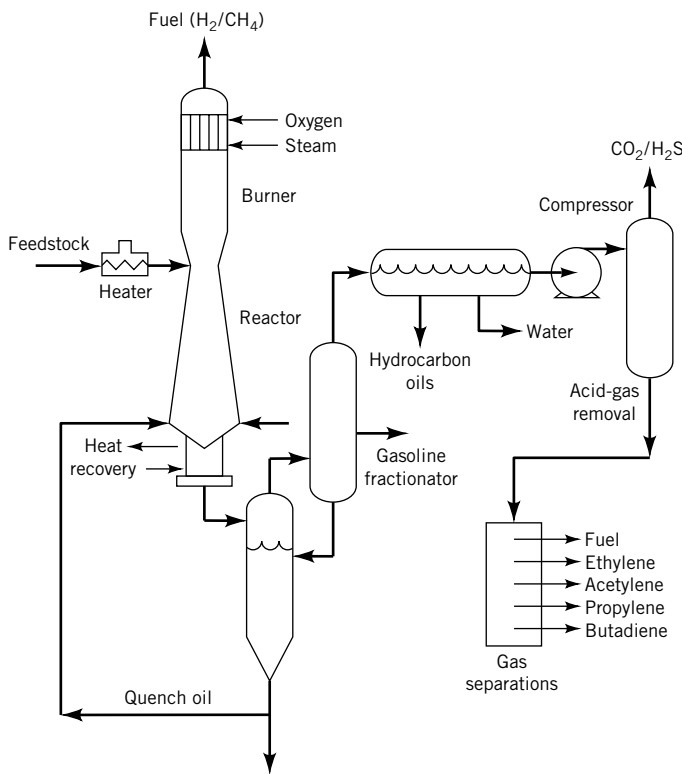 Fuel (H2/CH4)
Oxygen
Steam
CO2/H2S
Burner
Compressor
Feedstock
Heater
Reactor
Water
Hydrocarbon
oils
Acid-gas
removal
Heat
recovery
Gasoline
fractionator
Fuel
Ethylene
Acetylene
Propylene
Butadiene
Gas
separations
Quench oil